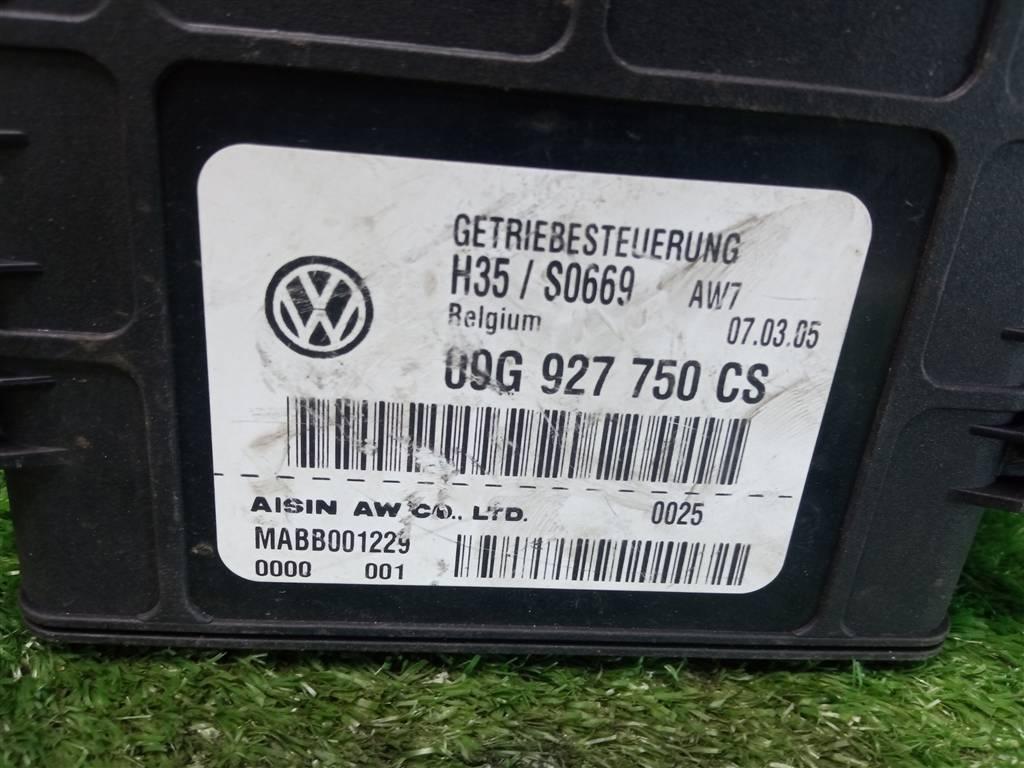 GETRIEBESTEUERUNG
H35 / S0669 AW7
Belgium 07.03.05
09G 927 750 CS
AISIN AW CO., LTD. 0025
MABB001229
0000 001